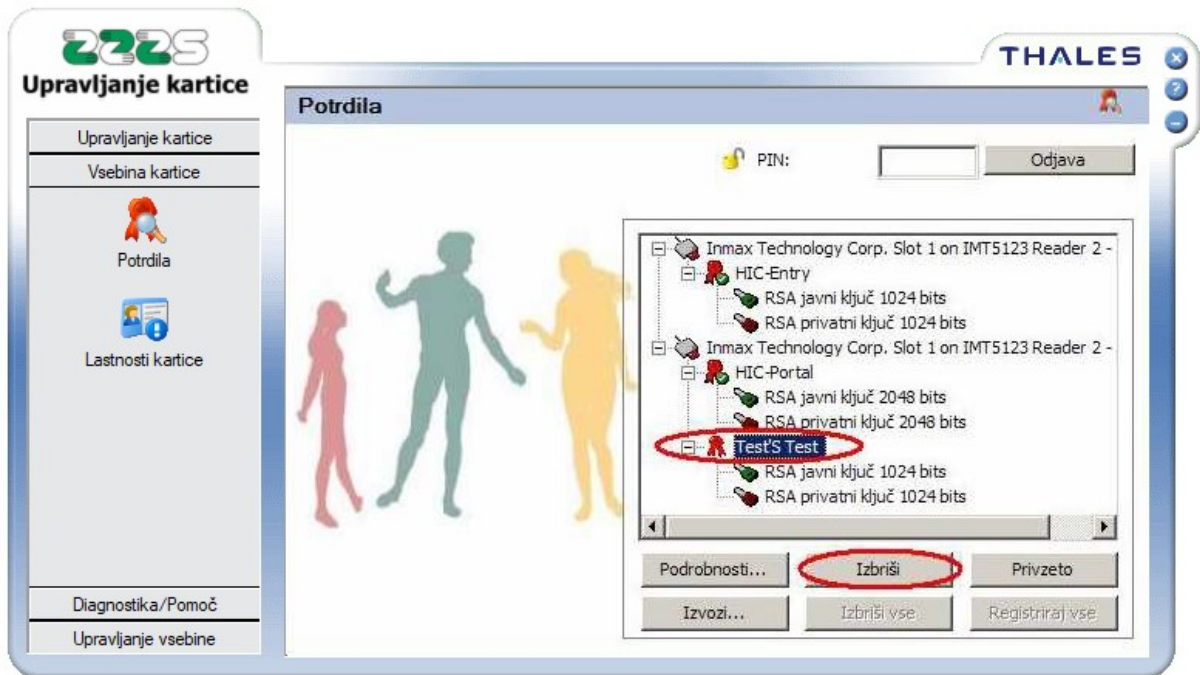 ZZZS
Upravljanje kartice
THALES
Potrdila
Upravljanje kartice
Vsebina kartice
Potrdila
Lastnosti kartice
Diagnostika/Pomoč
Upravljanje vsebine
PIN:
Odjava
Inmax Technology Corp. Slot 1 on IMT5123 Reader 2 -
HIC-Entry
RSA javni ključ 1024 bits
RSA privatni ključ 1024 bits
Inmax Technology Corp. Slot 1 on IMT5123 Reader 2 -
HIC-Portal
RSA javni ključ 2048 bits
RSA privatni ključ 2048 bits
Test'S Test
RSA javni ključ 1024 bits
RSA privatni ključ 1024 bits
Podrobnosti... Izbriši Privzeto
Izvozi... Izbriši vse Registriraj vse